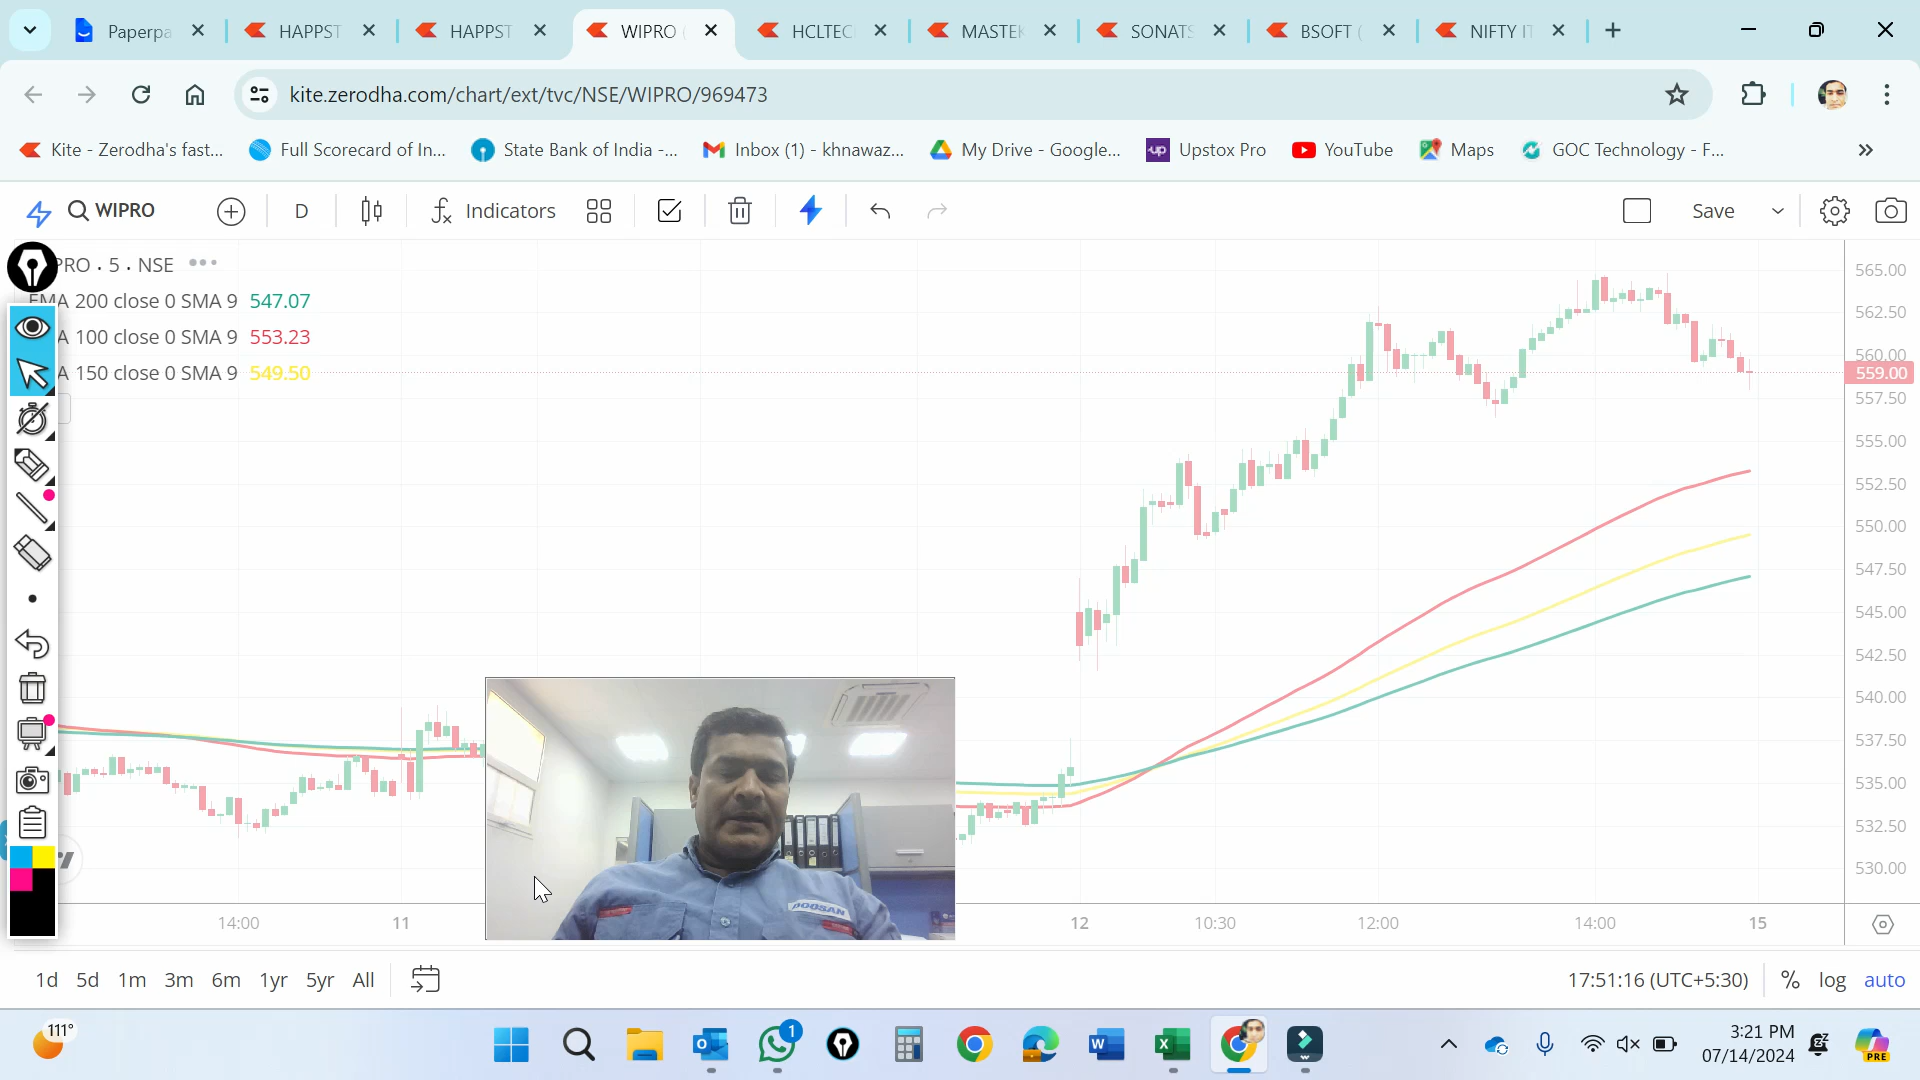 Paperpa
HAPPST
HAPPST
WIPRO (
HCLTEC
MASTEK
SONATS
BSOFT (
NIFTY IT
kite.zerodha.com/chart/ext/tvc/NSE/WIPRO/969473
Kite - Zerodha's fast...
Full Scorecard of In...
State Bank of India -...
Inbox (1) - khnawaz...
My Drive - Google...
up
Upstox Pro
YouTube
Maps
GOC Technology - F...
WIPRO
D
Indicators
Save
PRO . 5 . NSE
EMA 200 close 0 SMA 9 547.07
A 100 close 0 SMA 9 553.23
A 150 close 0 SMA 9 549.50
565.00
562.50
560.00
559.00
557.50
555.00
552.50
550.00
547.50
545.00
542.50
540.00
537.50
535.00
532.50
530.00
DOOSAN
14:00
11
12
10:30
12:00
14:00
15
1d 5d 1m 3m 6m 1yr 5yr All
17:51:16 (UTC+5:30)
% log auto
111°
1
3:21 PM
07/14/2024
PRE